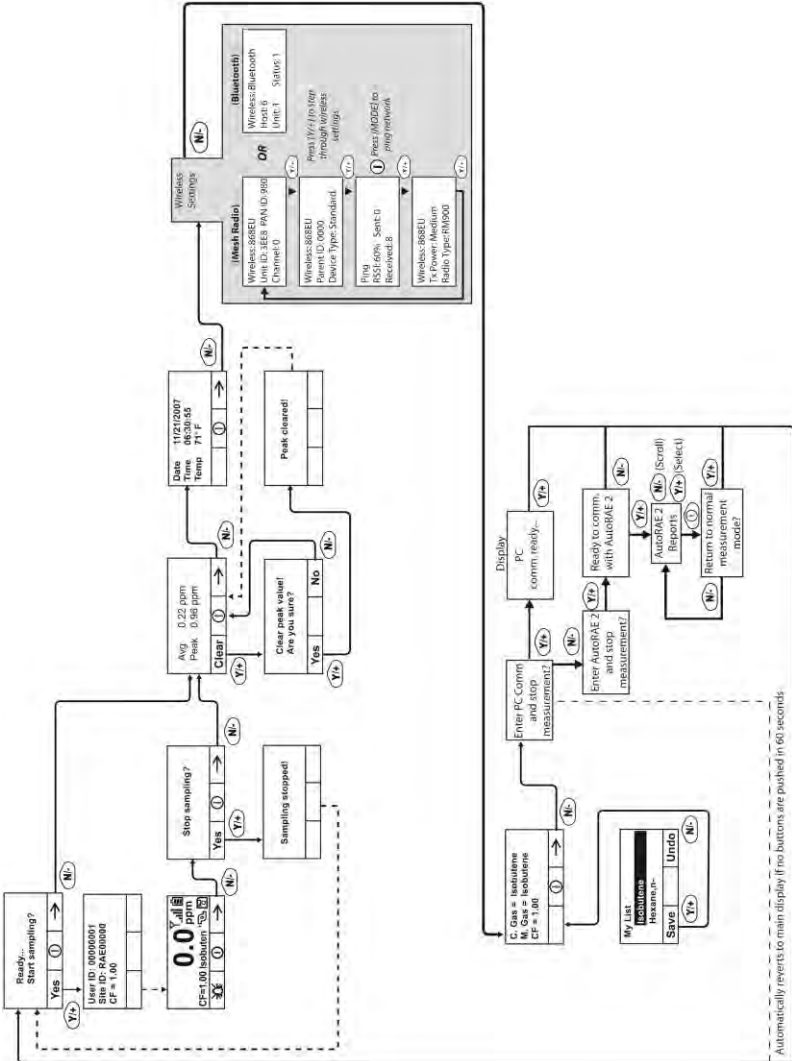 Ready...
Start sampling?
Yes
Y/+
N/-
User ID: 00000001
Site ID: RAE00000
CF = 1.00
0.0
ppm
CF=1.00 Isobuten
N/-
Stop sampling?
Yes
N/-
Y/+
Sampling stopped!
Avg 0.22 ppm
Peak 0.96 ppm
Clear
N/-
Y/+
Clear peak value!
Are you sure?
Yes No
N/-
Y/+
Peak cleared!
Date 11/21/2007
Time 06:30:55
Temp 71° F
N/-
Wireless
Settings
N/-
(Mesh Radio)
Wireless:868EU
Unit ID: 3EE8 PAN ID: 980
Channel:0
Y/+
Wireless:868EU
Parent ID:0000
Device Type: Standard
Y/+
Ping
RSSI:60% Sent:0
Received:8
Y/+
Wireless:868EU
Tx Power: Medium
Radio Type:RM900
Y/+
OR
(Bluetooth)
Wireless:Bluetooth
Host:6
Unit:1 Status:1
Press [Y/+] to step
through wireless
settings.
Press [MODE] to
ping network
C. Gas = Isobutene
M. Gas = Isobutene
CF = 1.00
N/-
My List
Isobutene
Hexane,n-
Save Undo
Y/+
N/-
Enter PC Comm
and stop
measurement?
Y/+
N/-
Display
PC
comm. ready...
Y/+
Enter AutoRAE 2
and stop
measurement?
Y/+
Ready to comm.
with AutoRAE 2
N/-
Y/+
AutoRAE 2
Reports
N/- (Scroll)
Y/+ (Select)
Return to normal
measurement
mode?
N/-
Y/+
Automatically reverts to main display if no buttons are pushed in 60 seconds